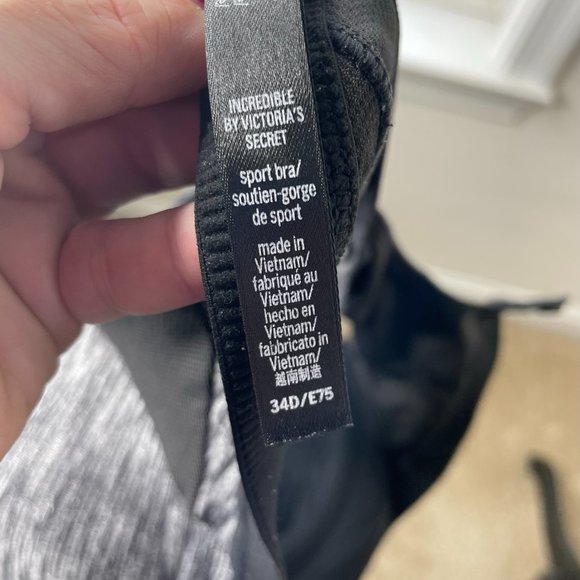 INCREDIBLE
BY VICTORIA'S
SECRET
sport bra/
soutien-gorge
de sport
made in
Vietnam/
fabriqué au
Vietnam/
hecho en
Vietnam/
fabbricato in
Vietnam/
越南制造
34D/E75